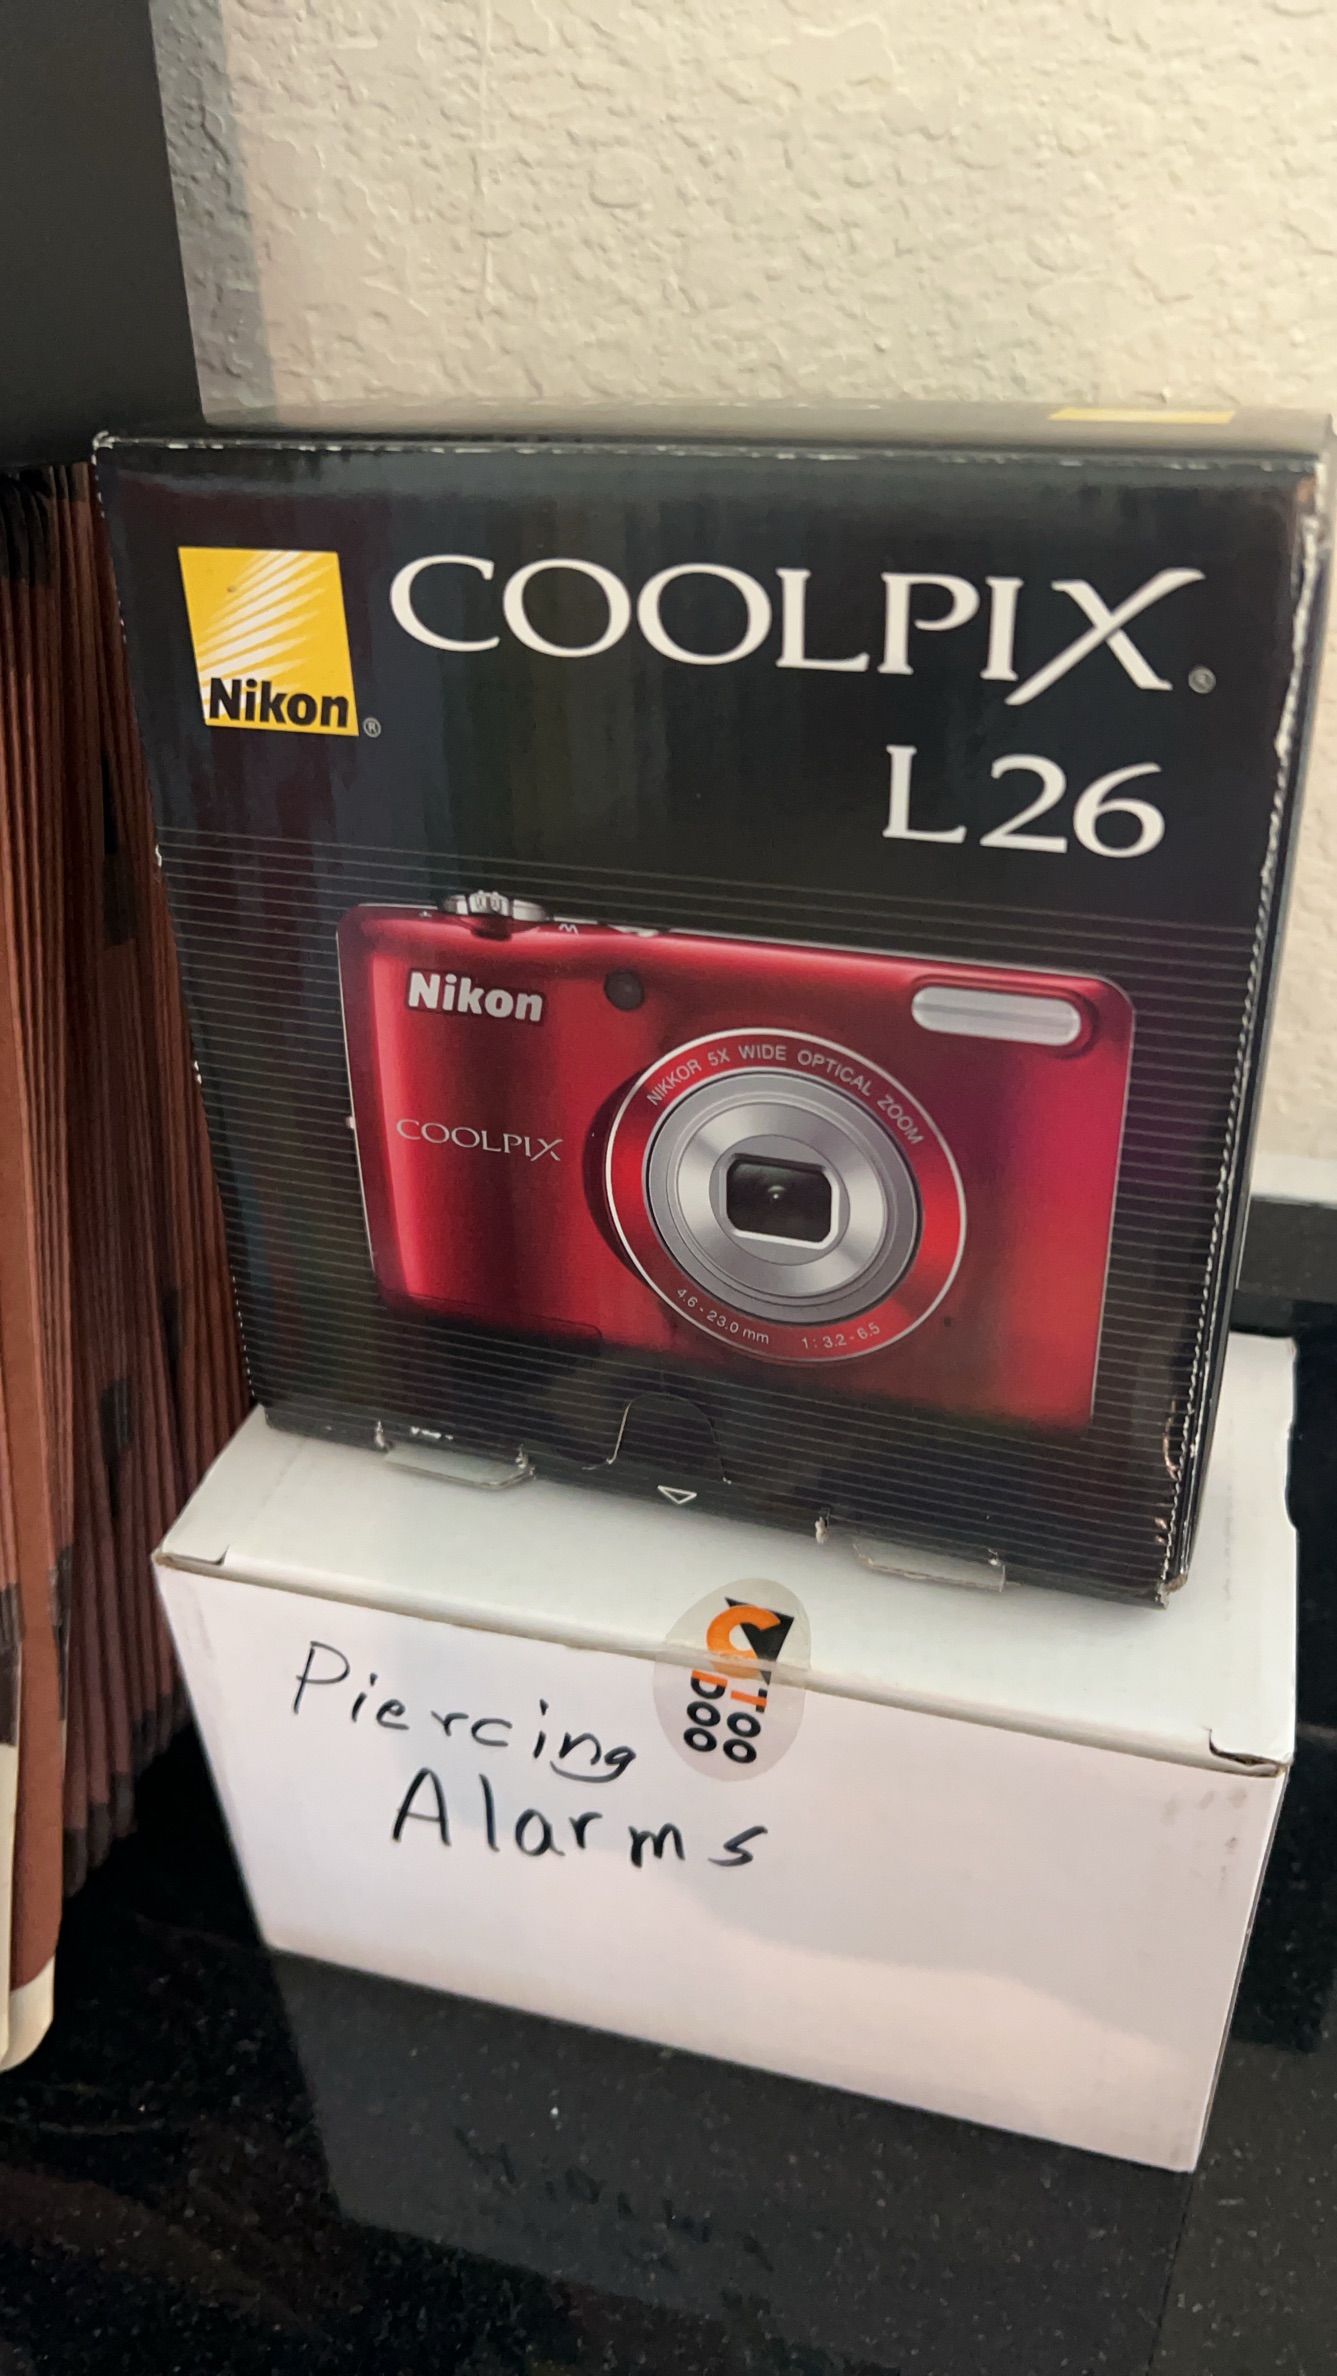 COOLPIX®
Nikon®
L26
Nikon
NIKKOR 5X WIDE OPTICAL ZOOM
COOLPIX
4.6 - 23.0 mm 1 : 3.2 - 6.5
Piercing
Alarms